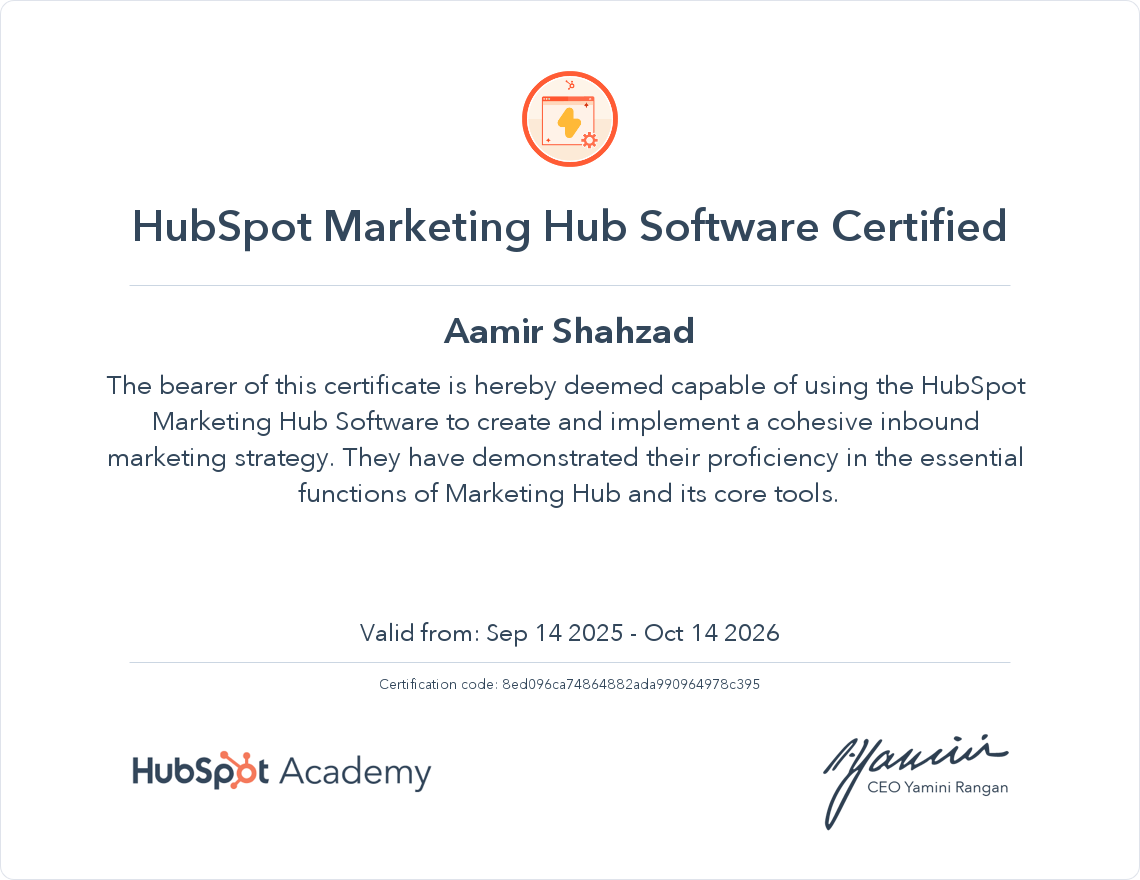 HubSpot Marketing Hub Software Certified
Aamir Shahzad
The bearer of this certificate is hereby deemed capable of using the HubSpot
Marketing Hub Software to create and implement a cohesive inbound
marketing strategy. They have demonstrated their proficiency in the essential
functions of Marketing Hub and its core tools.
Valid from: Sep 14 2025 - Oct 14 2026
Certification code: 8ed096ca74864882ada990964978c395
HubSpot Academy
CEO Yamini Rangan